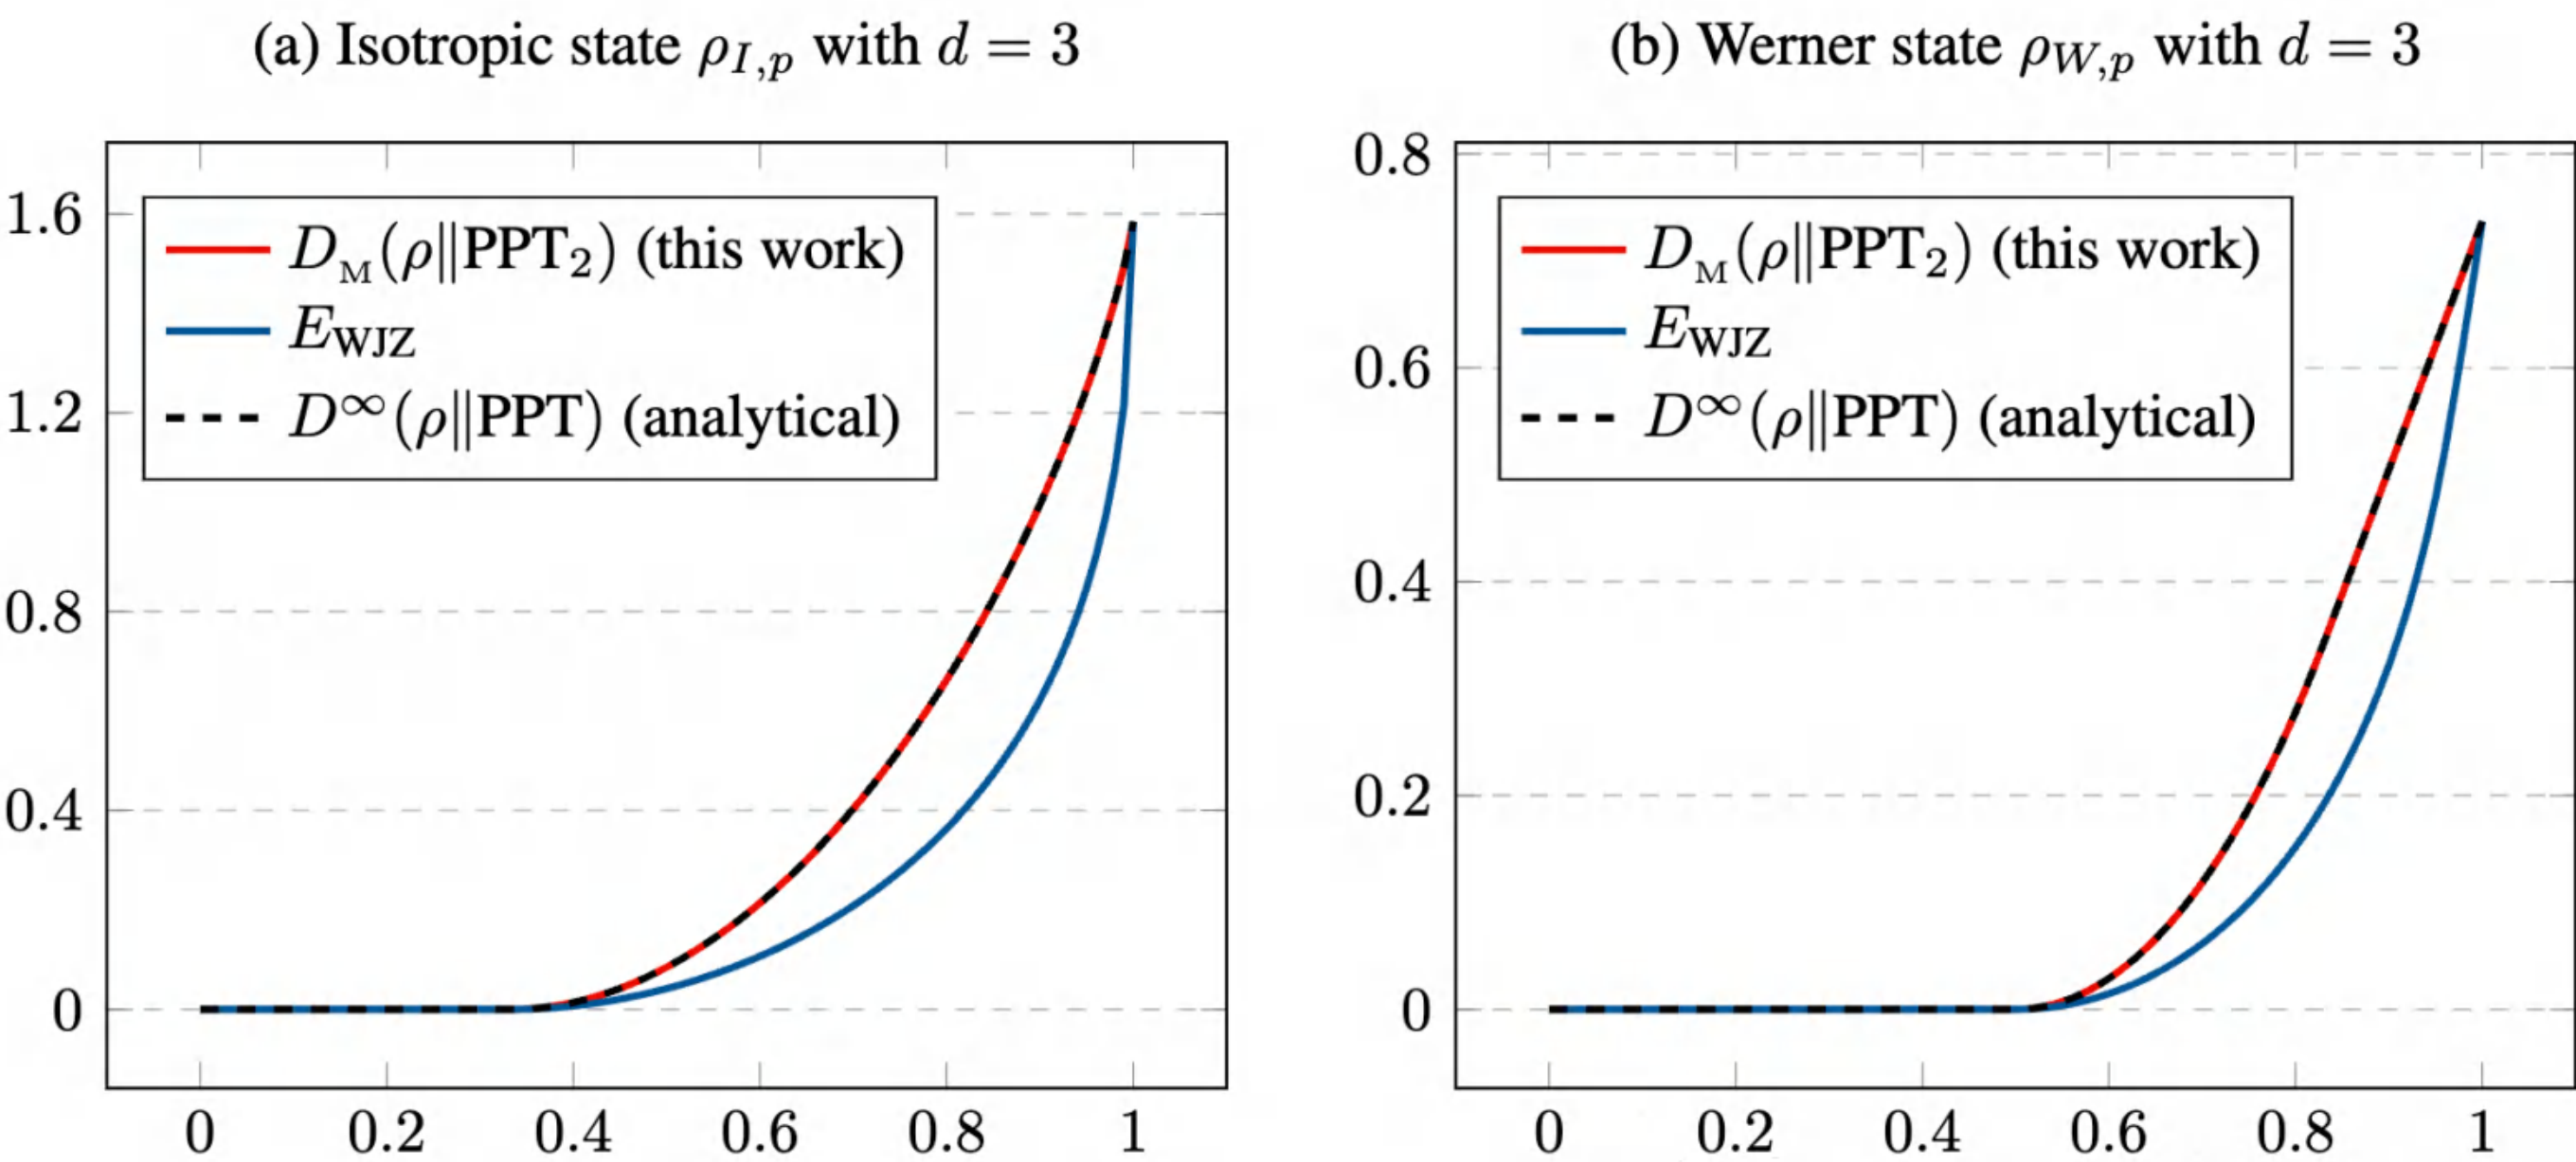 (a) Isotropic state ρ_{I,p} with d = 3
1.6
1.2
0.8
0.4
0
D_M(ρ∥PPT₂) (this work)
E_WJZ
D^∞(ρ∥PPT) (analytical)
0 0.2 0.4 0.6 0.8 1
(b) Werner state ρ_{W,p} with d = 3
0.8
0.6
0.4
0.2
0
D_M(ρ∥PPT₂) (this work)
E_WJZ
D^∞(ρ∥PPT) (analytical)
0 0.2 0.4 0.6 0.8 1